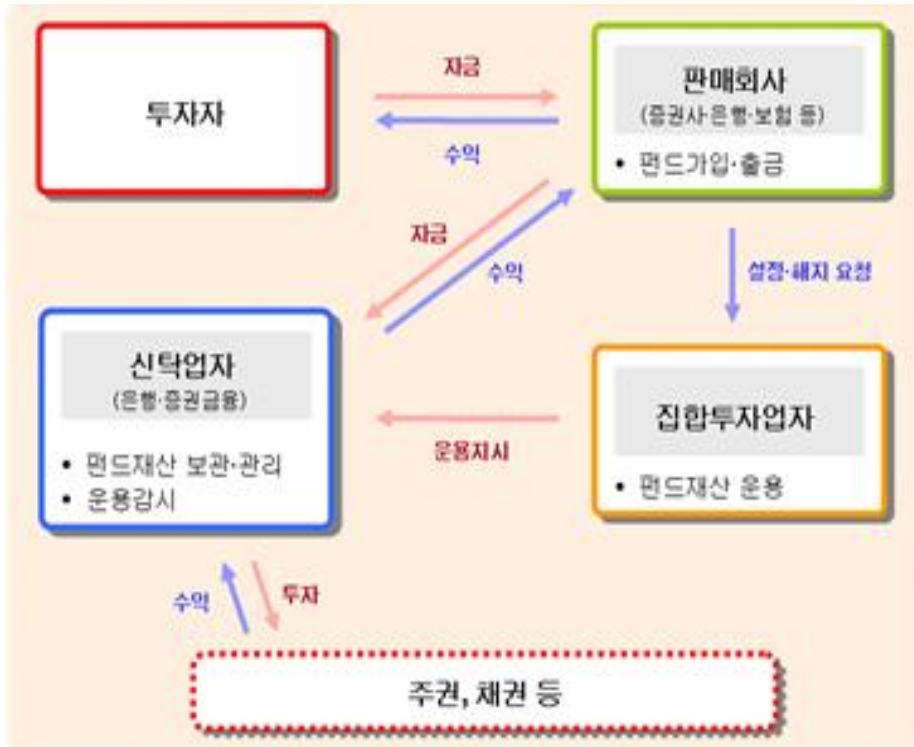 투자자
자금
수익
판매회사
(증권사·은행·보험 등)
• 펀드가입·출금
자금
수익
설정·해지 요청
신탁업자
(은행·증권금융)
• 펀드재산 보관·관리
• 운용감시
운용지시
집합투자업자
• 펀드재산 운용
수익
투자
주권, 채권 등